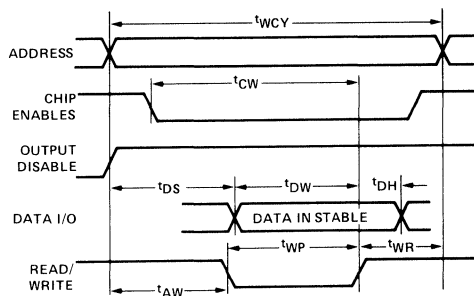 tWCY
ADDRESS
tCW
CHIP
ENABLES
OUTPUT
DISABLE
tDS
tDW
tDH
DATA I/O
DATA IN STABLE
tWP
tWR
READ/
WRITE
tAW